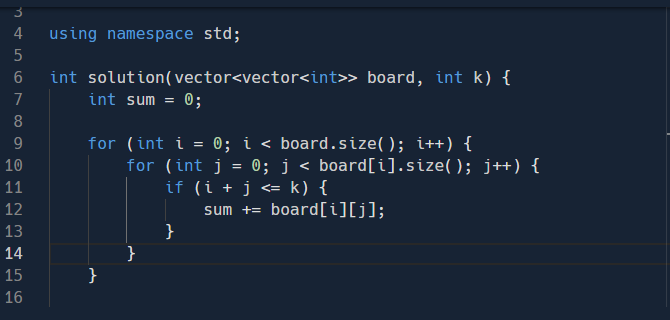 3
4 using namespace std;
5
6 int solution(vector<vector<int>> board, int k) {
7     int sum = 0;
8
9     for (int i = 0; i < board.size(); i++) {
10         for (int j = 0; j < board[i].size(); j++) {
11             if (i + j <= k) {
12                 sum += board[i][j];
13             }
14         }
15     }
16